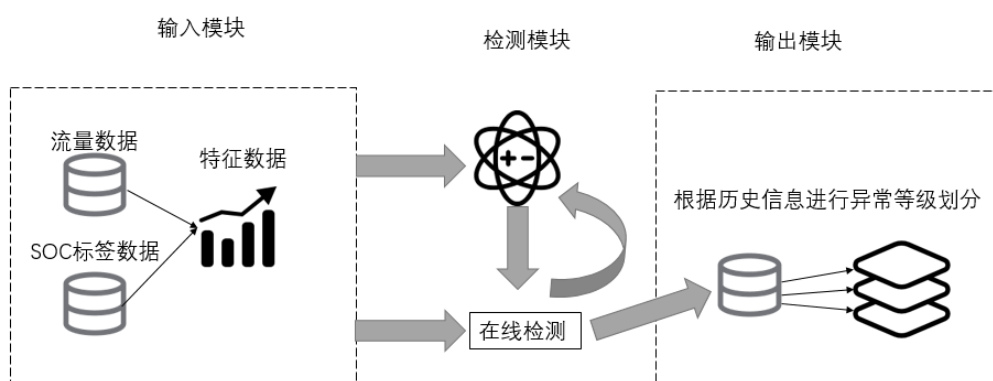 输入模块
检测模块
输出模块
流量数据
特征数据
SOC标签数据
根据历史信息进行异常等级划分
在线检测